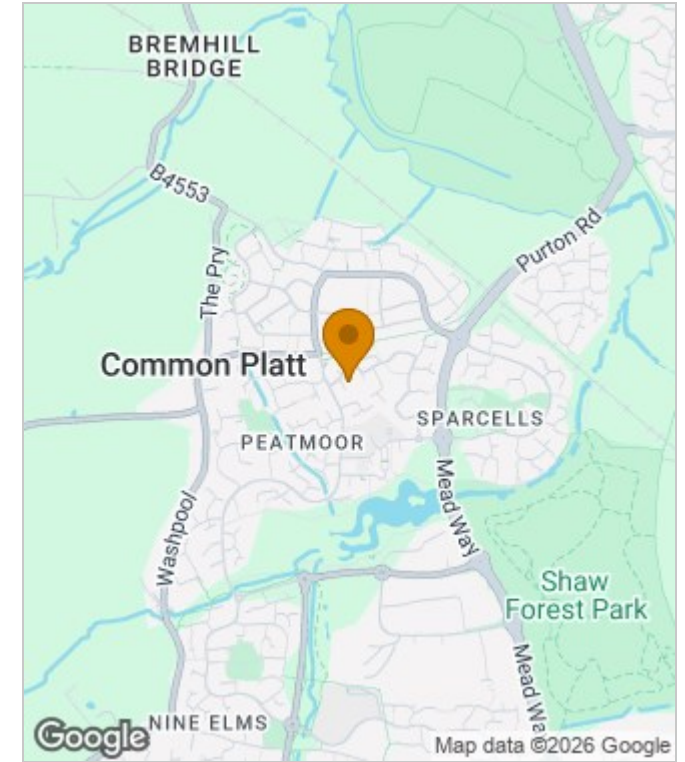 BREMHILL
BRIDGE
B4553
The Pry
Purton Rd
Common Platt
SPARCELLS
PEATMOOR
Mead Way
Washpool
Shaw
Forest Park
Mead Wa
NINE ELMS
Google
Map data ©2026 Google